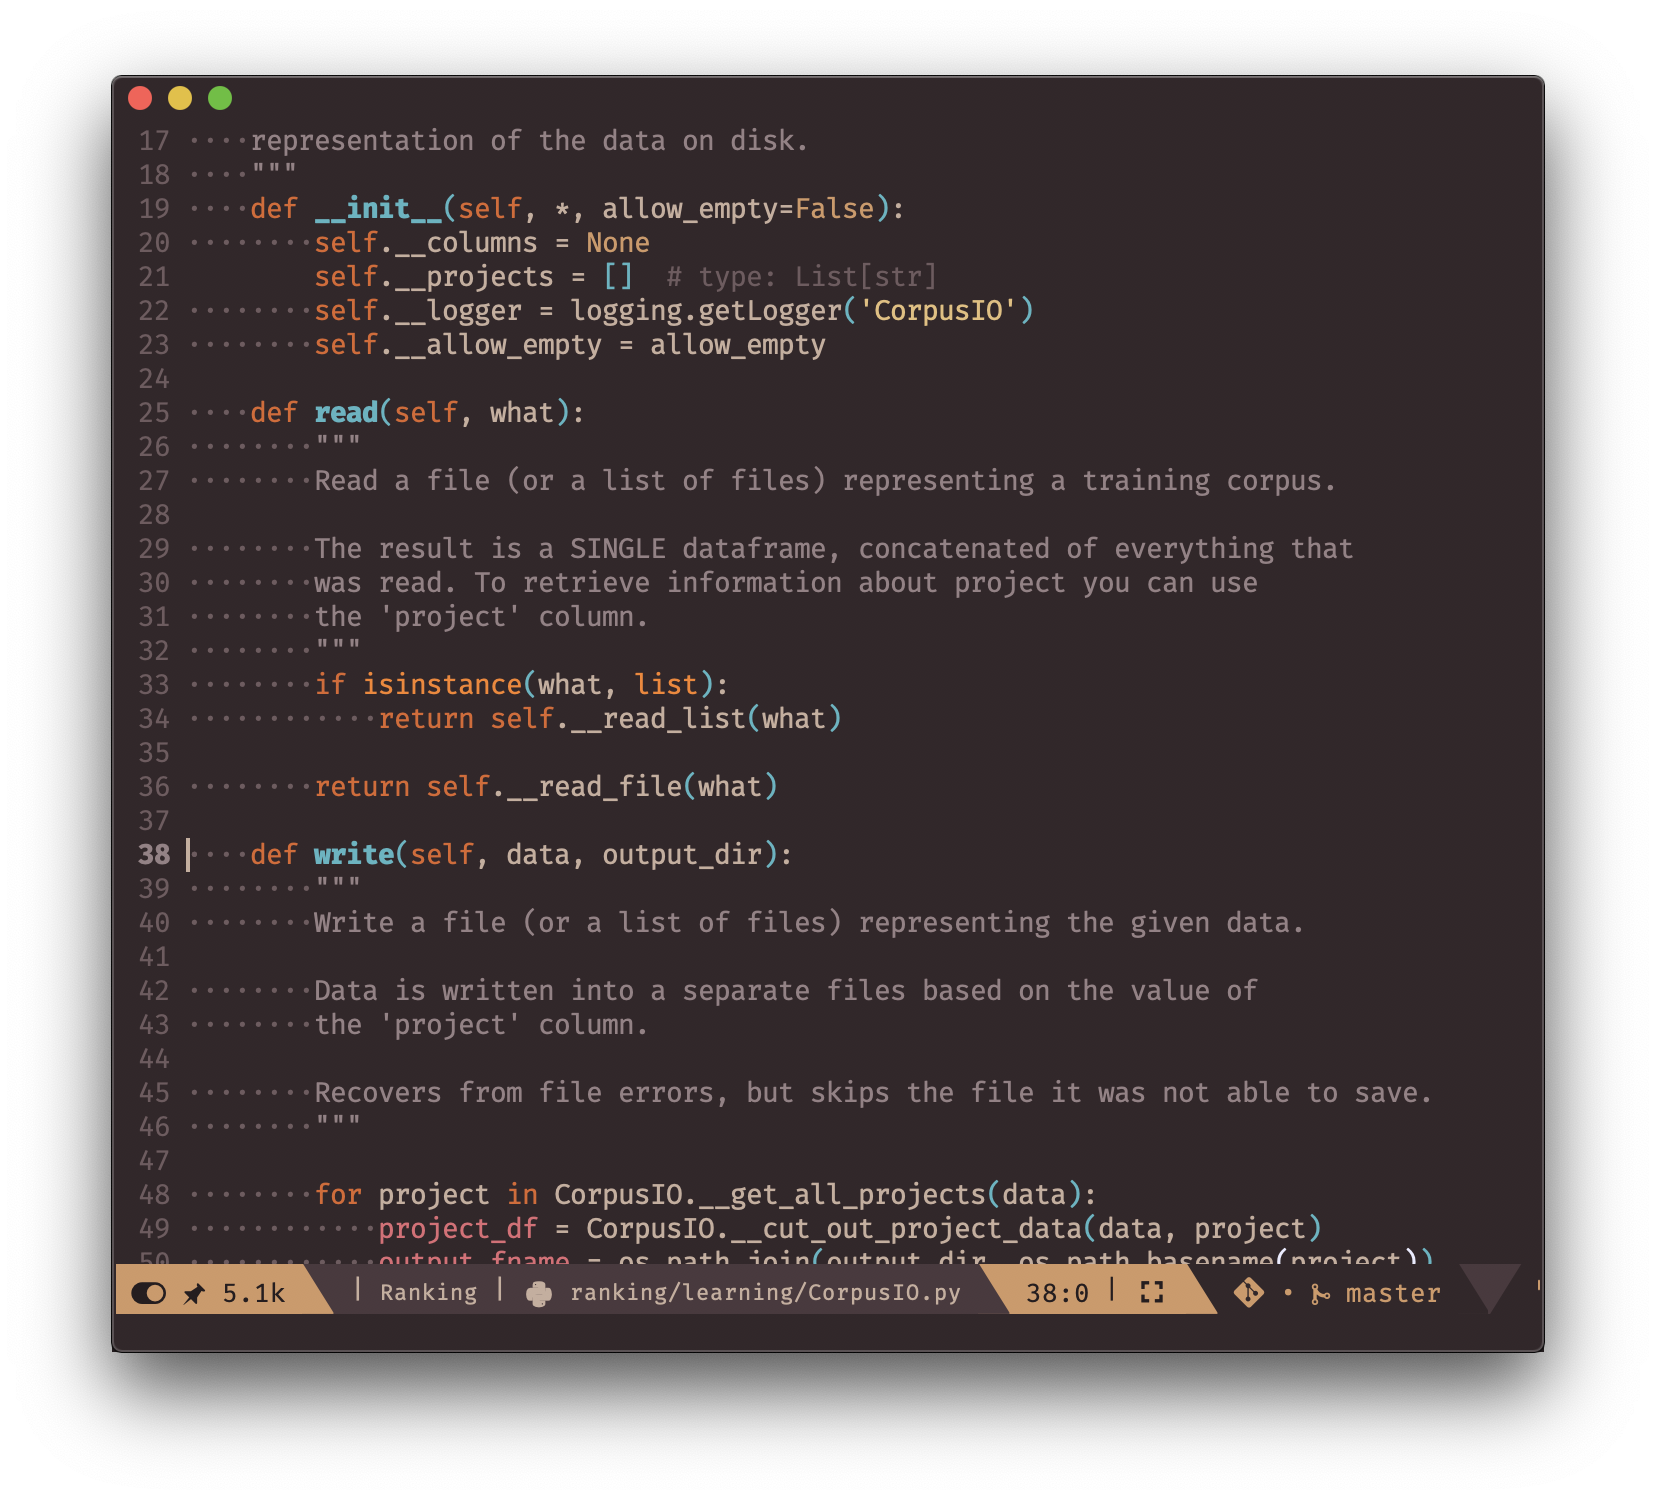 17 ····representation of the data on disk.
18 ····"""
19 ····def __init__(self, *, allow_empty=False):
20 ········self.__columns = None
21         self.__projects = []  # type: List[str]
22 ········self.__logger = logging.getLogger('CorpusIO')
23 ········self.__allow_empty = allow_empty
24
25 ····def read(self, what):
26 ········"""
27 ········Read a file (or a list of files) representing a training corpus.
28
29 ········The result is a SINGLE dataframe, concatenated of everything that
30 ········was read. To retrieve information about project you can use
31 ········the 'project' column.
32 ········"""
33 ········if isinstance(what, list):
34 ············return self.__read_list(what)
35
36 ········return self.__read_file(what)
37
38 ····def write(self, data, output_dir):
39 ········"""
40 ········Write a file (or a list of files) representing the given data.
41
42 ········Data is written into a separate files based on the value of
43 ········the 'project' column.
44
45 ········Recovers from file errors, but skips the file it was not able to save.
46 ········"""
47
48 ········for project in CorpusIO.__get_all_projects(data):
49 ············project_df = CorpusIO.__cut_out_project_data(data, project)
50 ············output_fname = os.path.join(output_dir, os.path.basename(project))
5.1k | Ranking | ranking/learning/CorpusIO.py 38:0 | · master